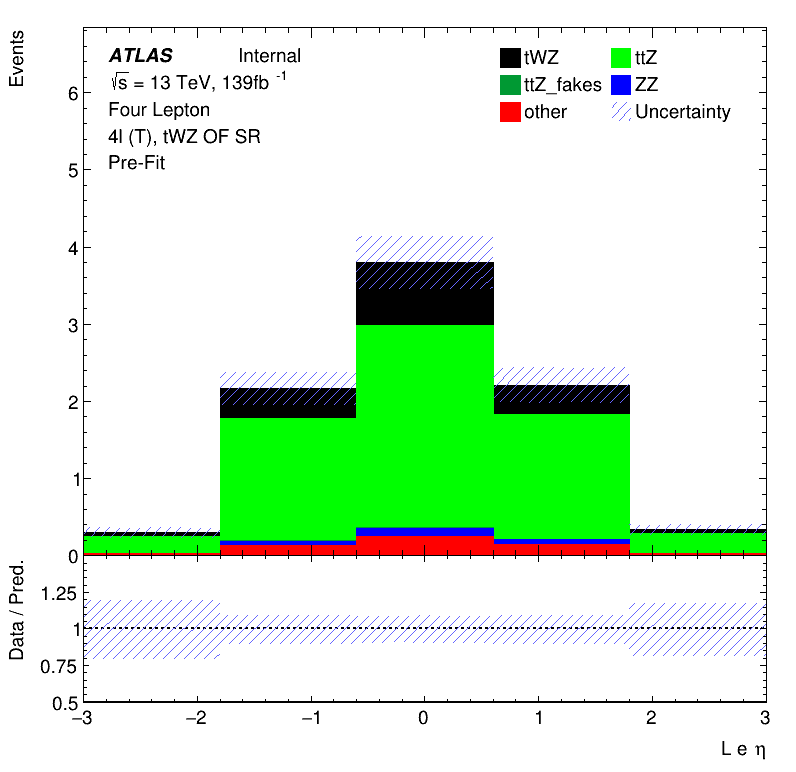 Events
ATLAS Internal
√s = 13 TeV, 139fb⁻¹
Four Lepton
4l (T), tWZ OF SR
Pre-Fit
tWZ ttZ
ttZ_fakes ZZ
other Uncertainty
6
5
4
3
2
1
0
Data / Pred.
1.25
1
0.75
0.5
−3 −2 −1 0 1 2 3
L e η